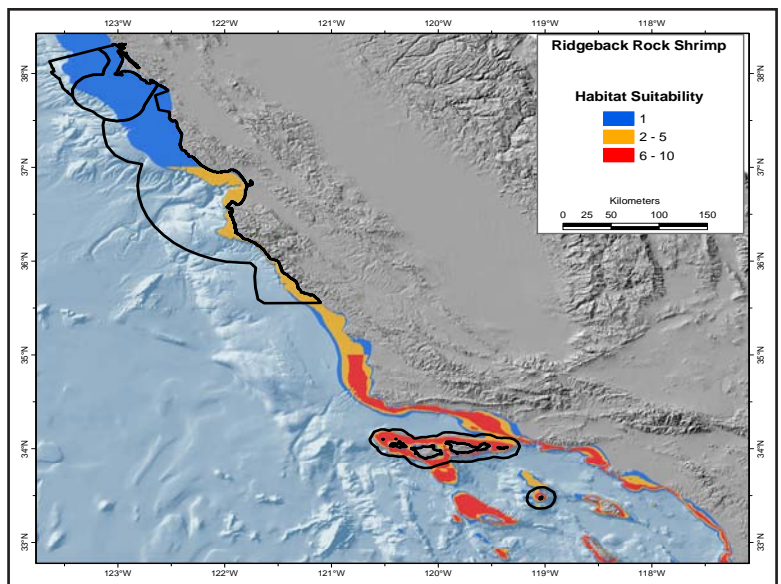 123°W 122°W 121°W 120°W 119°W 118°W
Ridgeback Rock Shrimp
Habitat Suitability
1
2 - 5
6 - 10
Kilometers
0 25 50 100 150
38°N
37°N
36°N
35°N
34°N
33°N
38°N
37°N
36°N
35°N
34°N
33°N
123°W 122°W 121°W 120°W 119°W 118°W